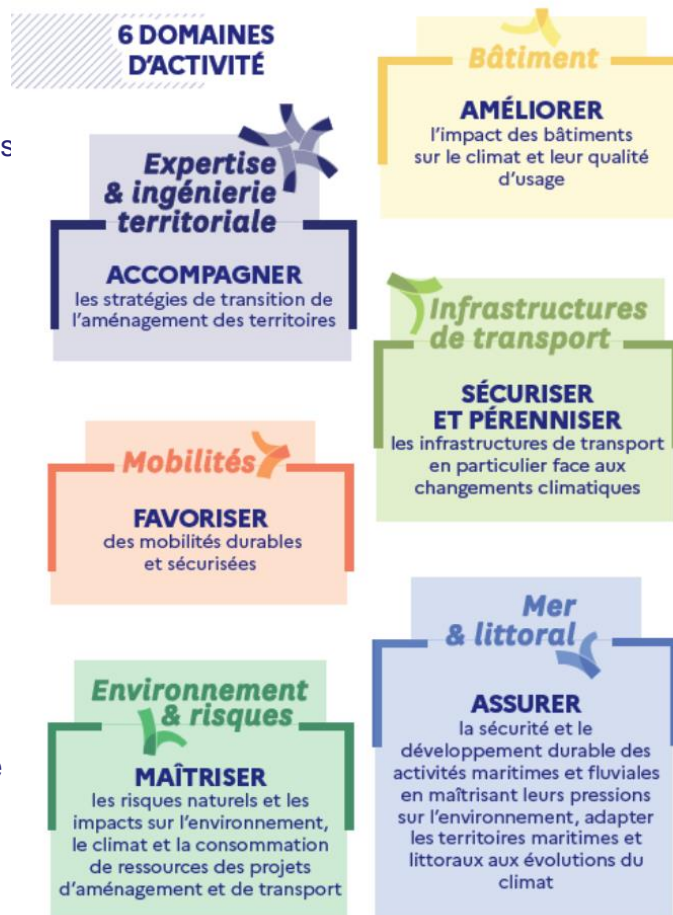 6 DOMAINES
D'ACTIVITÉ
Expertise
& ingénierie
territoriale
ACCOMPAGNER
les stratégies de transition de
l'aménagement des territoires
Mobilités
FAVORISER
des mobilités durables
et sécurisées
Environnement
& risques
MAÎTRISER
les risques naturels et les
impacts sur l'environnement,
le climat et la consommation
de ressources des projets
d'aménagement et de transport
Bâtiment
AMÉLIORER
l'impact des bâtiments
sur le climat et leur qualité
d'usage
Infrastructures
de transport
SÉCURISER
ET PÉRENNISER
les infrastructures de transport
en particulier face aux
changements climatiques
Mer
& littoral
ASSURER
la sécurité et le
développement durable des
activités maritimes et fluviales
en maîtrisant leurs pressions
sur l'environnement, adapter
les territoires maritimes et
littoraux aux évolutions du
climat